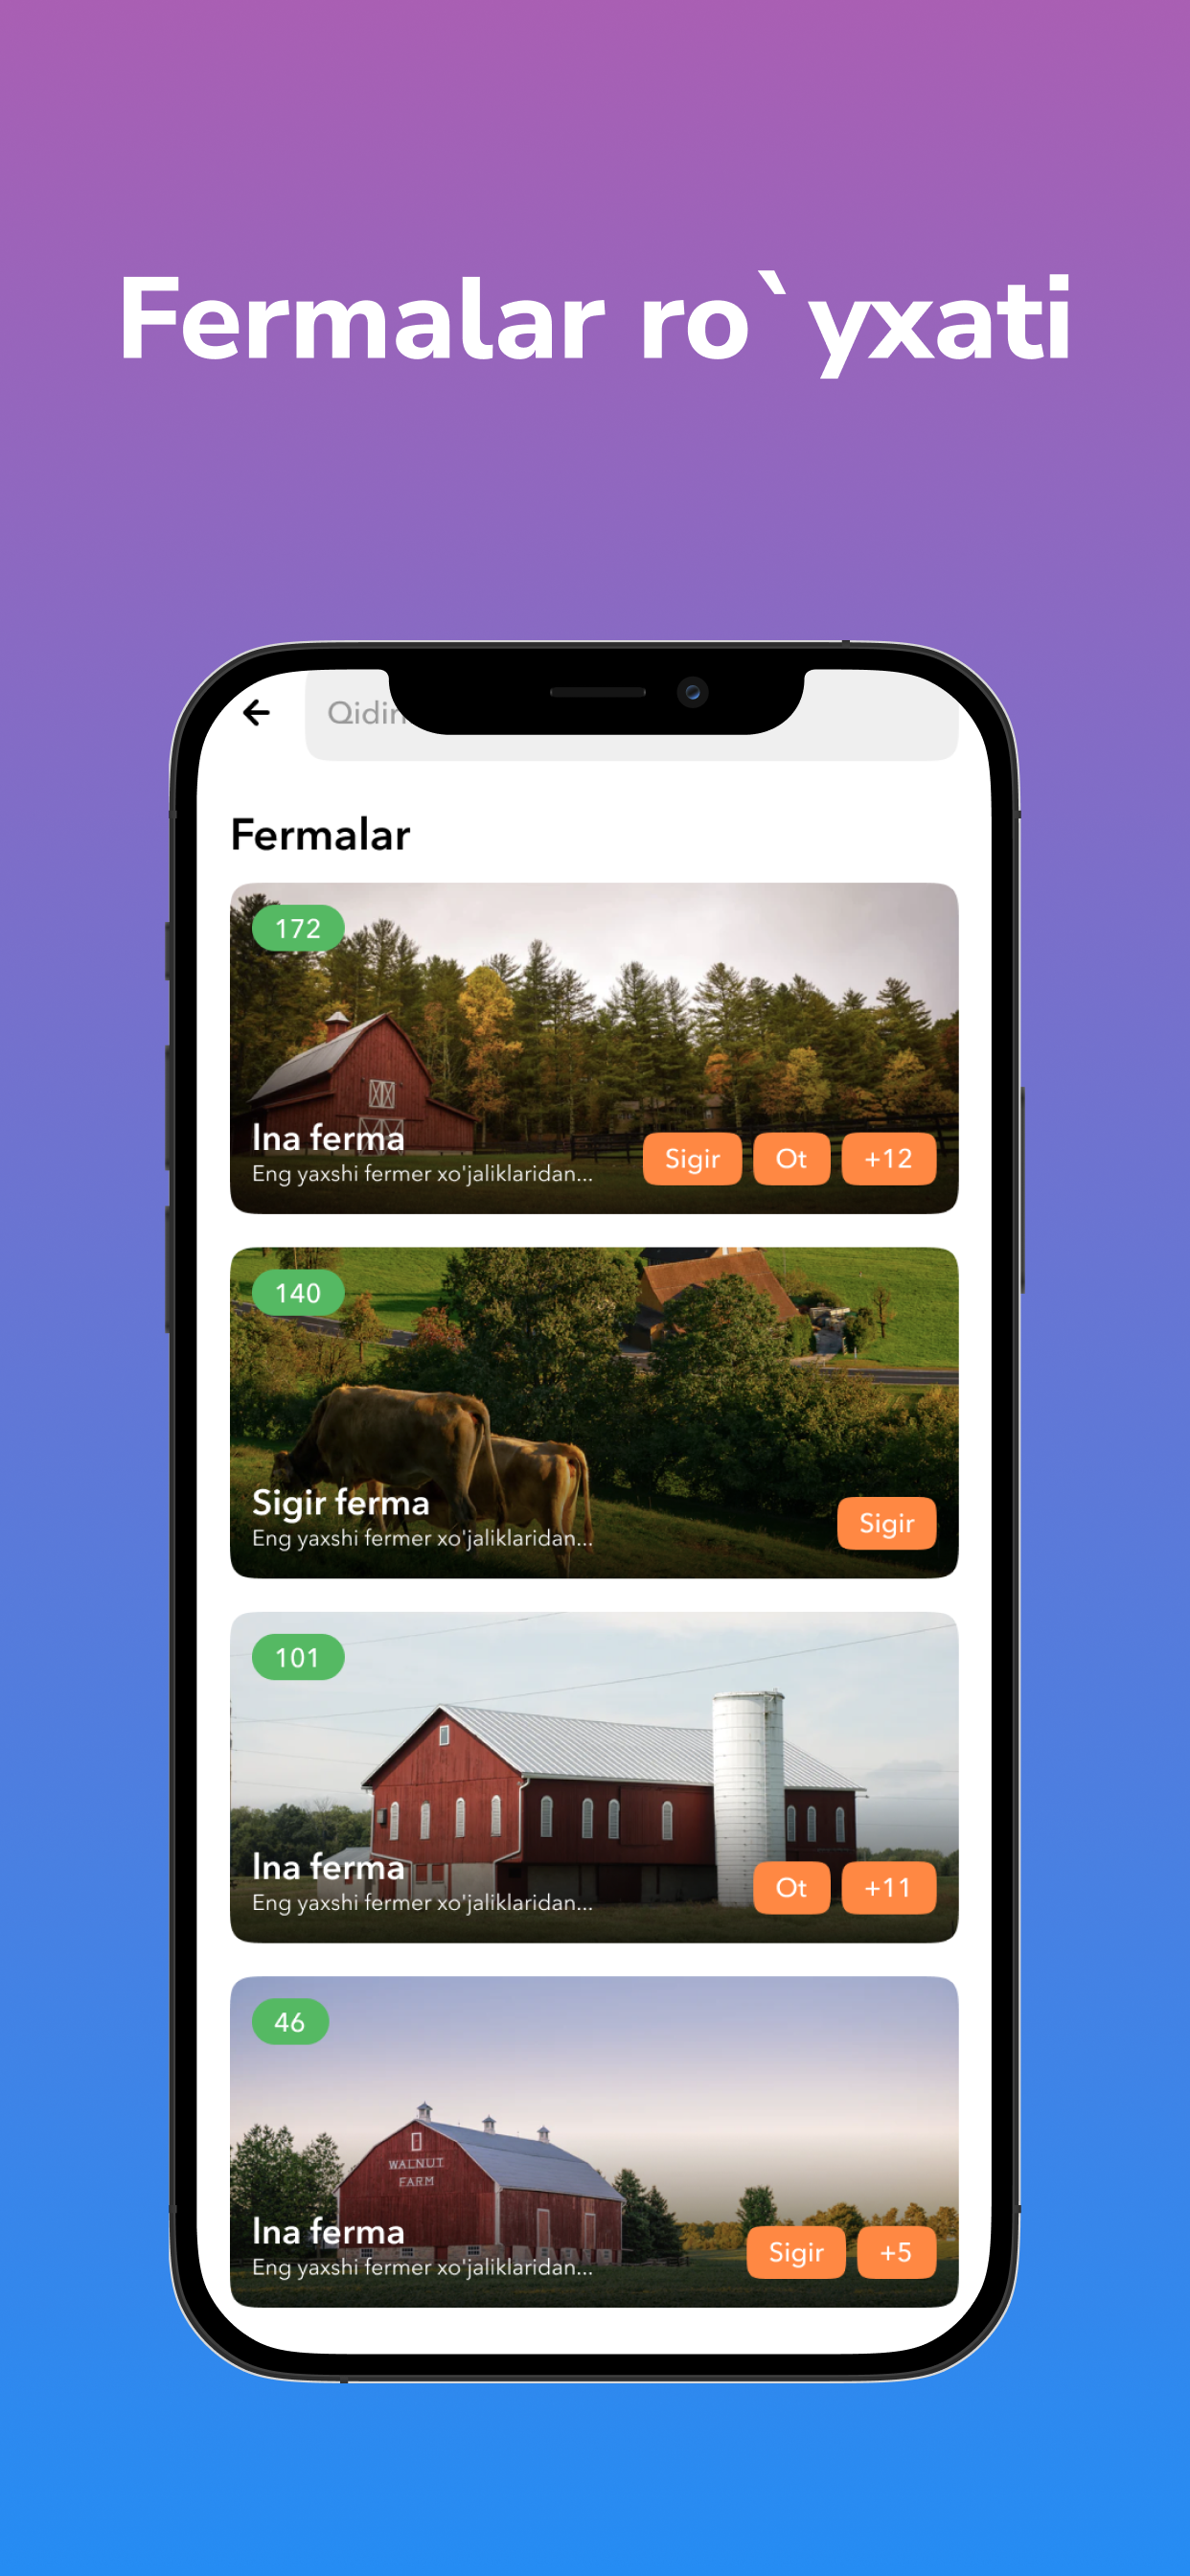 Fermalar ro`yxati
Fermalar
172
Ina ferma
Eng yaxshi fermer xo'jaliklaridan...
Sigir
Ot
+12
140
Sigir ferma
Eng yaxshi fermer xo'jaliklaridan...
Sigir
101
Ina ferma
Eng yaxshi fermer xo'jaliklaridan...
Ot
+11
46
WALNUT
FARM
Ina ferma
Eng yaxshi fermer xo'jaliklaridan...
Sigir
+5